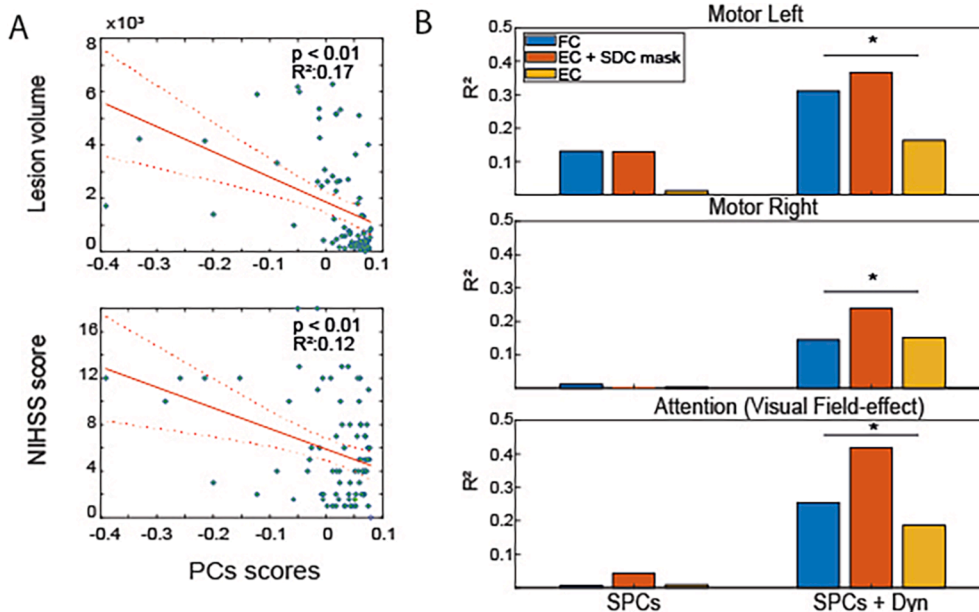 A
×10³
8
6
4
2
0
Lesion volume
p < 0.01
R²:0.17
-0.4
-0.3
-0.2
-0.1
0
0.1
16
12
8
4
0
NIHSS score
p < 0.01
R²:0.12
-0.4
-0.3
-0.2
-0.1
0
0.1
PCs scores
B
Motor Left
0.5
0.4
0.3
0.2
0.1
R²
FC
EC + SDC mask
EC
*
Motor Right
0.5
0.4
0.3
0.2
0.1
R²
*
Attention (Visual Field-effect)
0.5
0.4
0.3
0.2
0.1
R²
*
SPCs
SPCs + Dyn